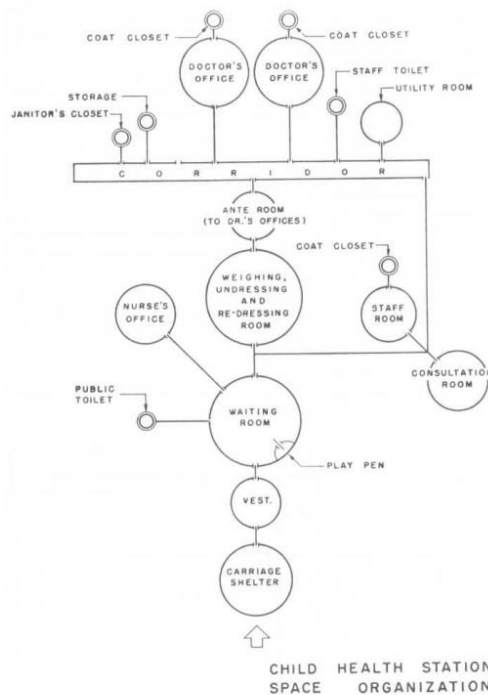 COAT CLOSET
COAT CLOSET
DOCTOR'S
OFFICE
DOCTOR'S
OFFICE
STAFF TOILET
UTILITY ROOM
STORAGE
JANITOR'S CLOSET
CORRIDOR
ANTE ROOM
(TO DR.'S OFFICES)
COAT CLOSET
WEIGHING,
UNDRESSING
AND
RE-DRESSING
ROOM
NURSE'S
OFFICE
STAFF
ROOM
CONSULTATION
ROOM
PUBLIC
TOILET
WAITING
ROOM
PLAY PEN
VEST.
CARRIAGE
SHELTER
CHILD HEALTH STATION
SPACE ORGANIZATION